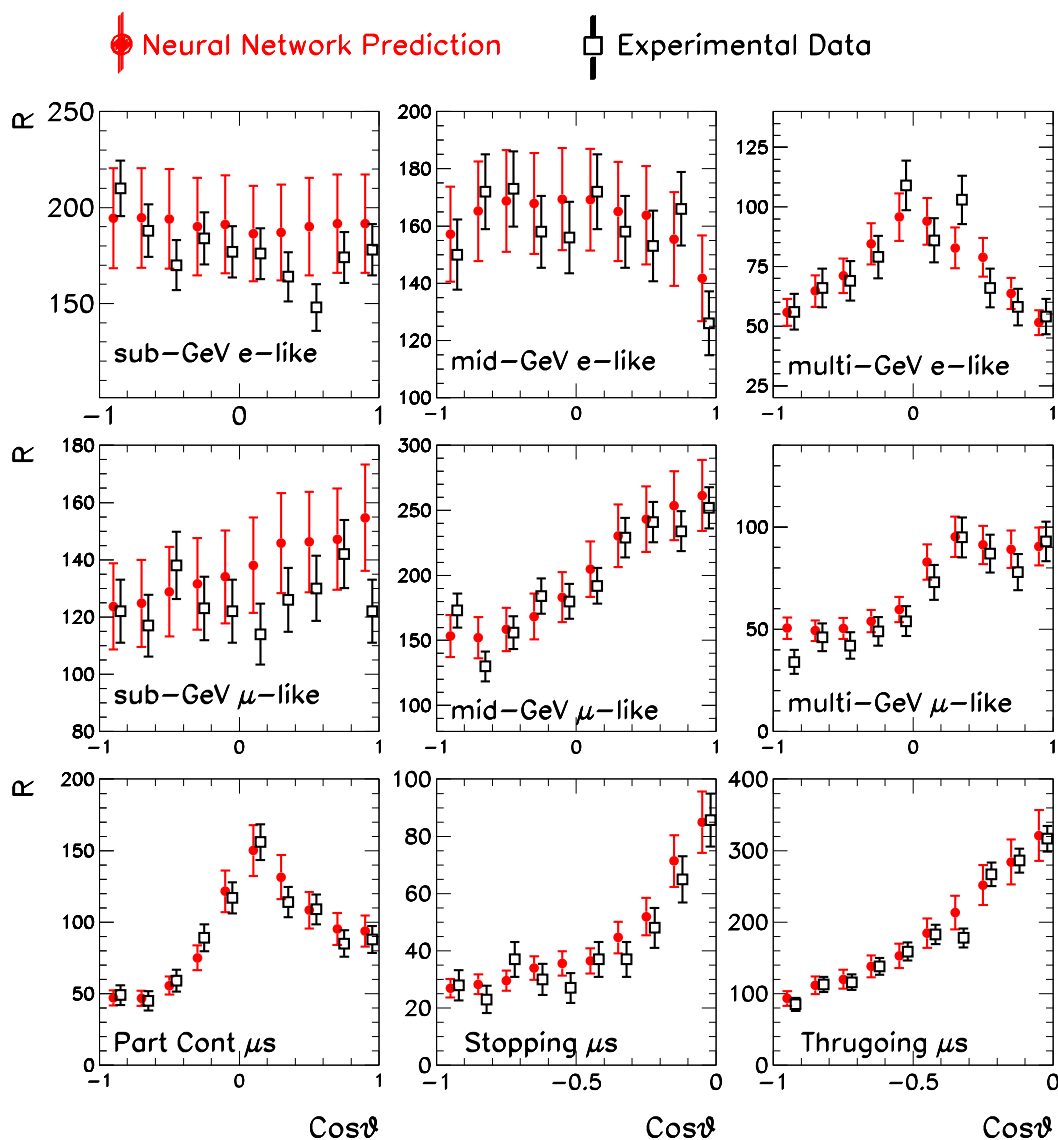 Neural Network Prediction Experimental Data
R 250 200 150 -1 0 1 sub-GeV e-like
200 180 160 140 120 100 -1 0 1 mid-GeV e-like
125 100 75 50 25 -1 0 1 multi-GeV e-like
R 180 160 140 120 100 80 -1 0 1 sub-GeV μ-like
300 250 200 150 100 -1 0 1 mid-GeV μ-like
100 50 0 -1 0 1 multi-GeV μ-like
R 200 150 100 50 0 -1 0 1 Part Cont μs
100 80 60 40 20 0 -1 -0.5 0 Stopping μs
400 300 200 100 0 -1 -0.5 0 Thrugoing μs
Cosϑ Cosϑ Cosϑ